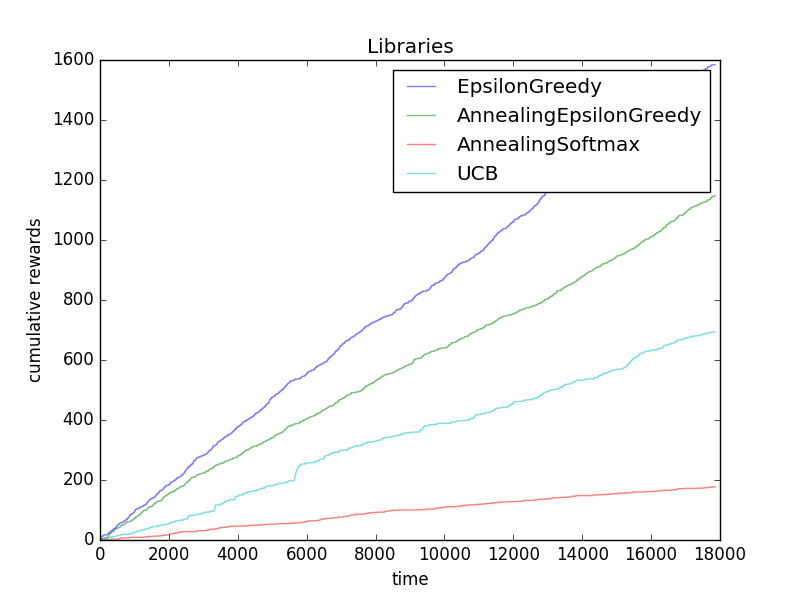 Libraries
1600
1400
1200
1000
800
600
400
200
0
cumulative rewards
EpsilonGreedy
AnnealingEpsilonGreedy
AnnealingSoftmax
UCB
0 2000 4000 6000 8000 10000 12000 14000 16000 18000
time